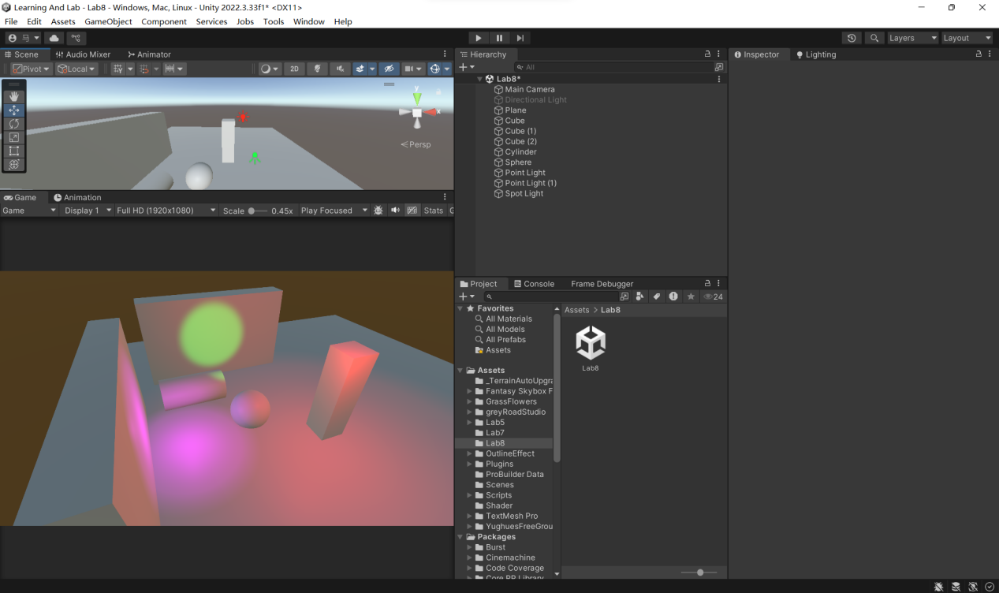 Learning And Lab - Lab8 - Windows, Mac, Linux - Unity 2022.3.33f1* <DX11>
File Edit Assets GameObject Component Services Jobs Tools Window Help
马 Layers Layout
Scene Audio Mixer Animator
Pivot Local 2D
y
x
Persp
Game Animation
Game Display 1 Full HD (1920x1080) Scale 0.45x Play Focused Stats G
Hierarchy
All
Lab8*
Main Camera
Directional Light
Plane
Cube
Cube (1)
Cube (2)
Cylinder
Sphere
Point Light
Point Light (1)
Spot Light
Project Console Frame Debugger
24
Favorites
All Materials
All Models
All Prefabs
Assets
Assets
_TerrainAutoUpgra
Fantasy Skybox F
GrassFlowers
greyRoadStudio
Lab5
Lab7
Lab8
OutlineEffect
Plugins
ProBuilder Data
Scenes
Scripts
Shader
TextMesh Pro
YughuesFreeGrou
Packages
Burst
Cinemachine
Code Coverage
Core RP Library
Assets > Lab8
Lab8
Inspector Lighting